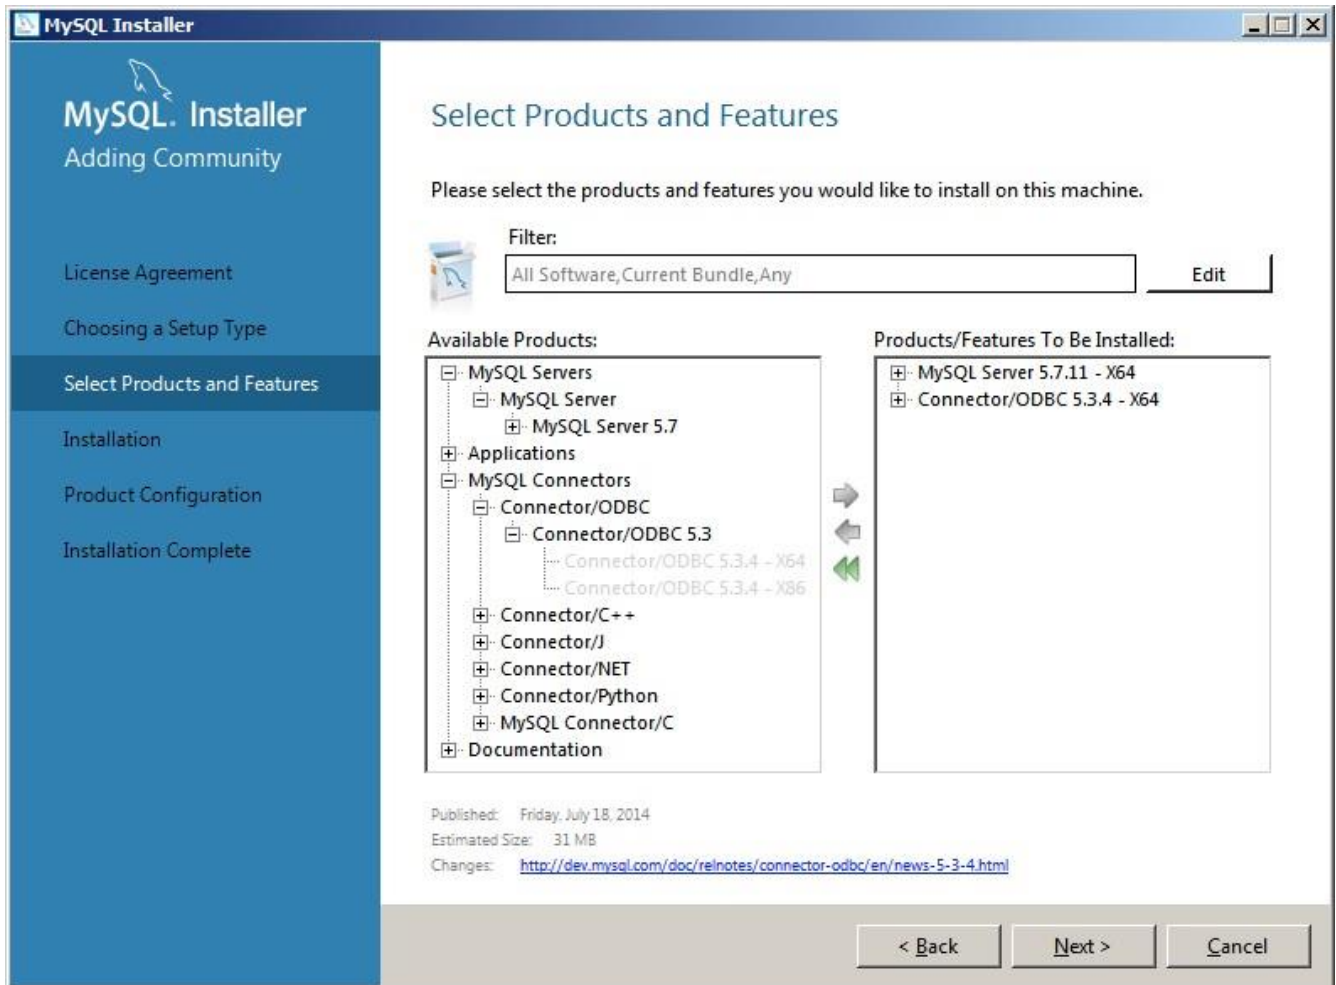 MySQL Installer
MySQL. Installer
Adding Community
License Agreement
Choosing a Setup Type
Select Products and Features
Installation
Product Configuration
Installation Complete
Select Products and Features
Please select the products and features you would like to install on this machine.
Filter:
All Software,Current Bundle,Any
Edit
Available Products:
MySQL Servers
MySQL Server
MySQL Server 5.7
Applications
MySQL Connectors
Connector/ODBC
Connector/ODBC 5.3
Connector/ODBC 5.3.4 - X64
Connector/ODBC 5.3.4 - X86
Connector/C++
Connector/J
Connector/NET
Connector/Python
MySQL Connector/C
Documentation
Products/Features To Be Installed:
MySQL Server 5.7.11 - X64
Connector/ODBC 5.3.4 - X64
Published: Friday, July 18, 2014
Estimated Size: 31 MB
Changes: http://dev.mysql.com/doc/relnotes/connector-odbc/en/news-5-3-4.html
< Back
Next >
Cancel